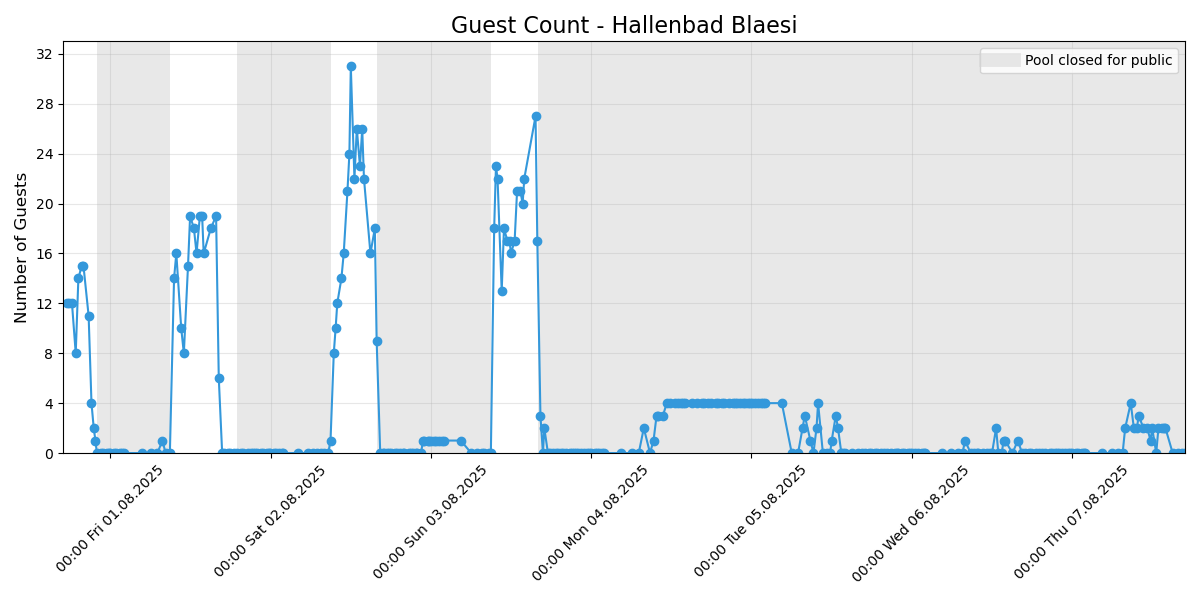 Guest Count - Hallenbad Blaesi
Pool closed for public
Number of Guests
32
28
24
20
16
12
8
4
0
00:00 Fri 01.08.2025
00:00 Sat 02.08.2025
00:00 Sun 03.08.2025
00:00 Mon 04.08.2025
00:00 Tue 05.08.2025
00:00 Wed 06.08.2025
00:00 Thu 07.08.2025